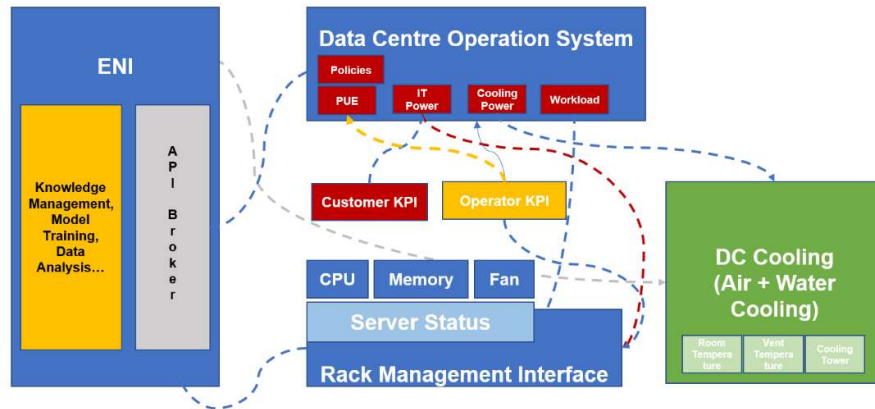 ENI
Knowledge
Management,
Model
Training,
Data
Analysis...
A
P
I
B
r
o
k
e
r
Data Centre Operation System
Policies
PUE
IT
Power
Cooling
Power
Workload
Customer KPI
Operator KPI
CPU
Memory
Fan
Server Status
Rack Management Interface
DC Cooling
(Air + Water
Cooling)
Room
Tempera
ture
Vent
Tempera
ture
Cooling
Tower